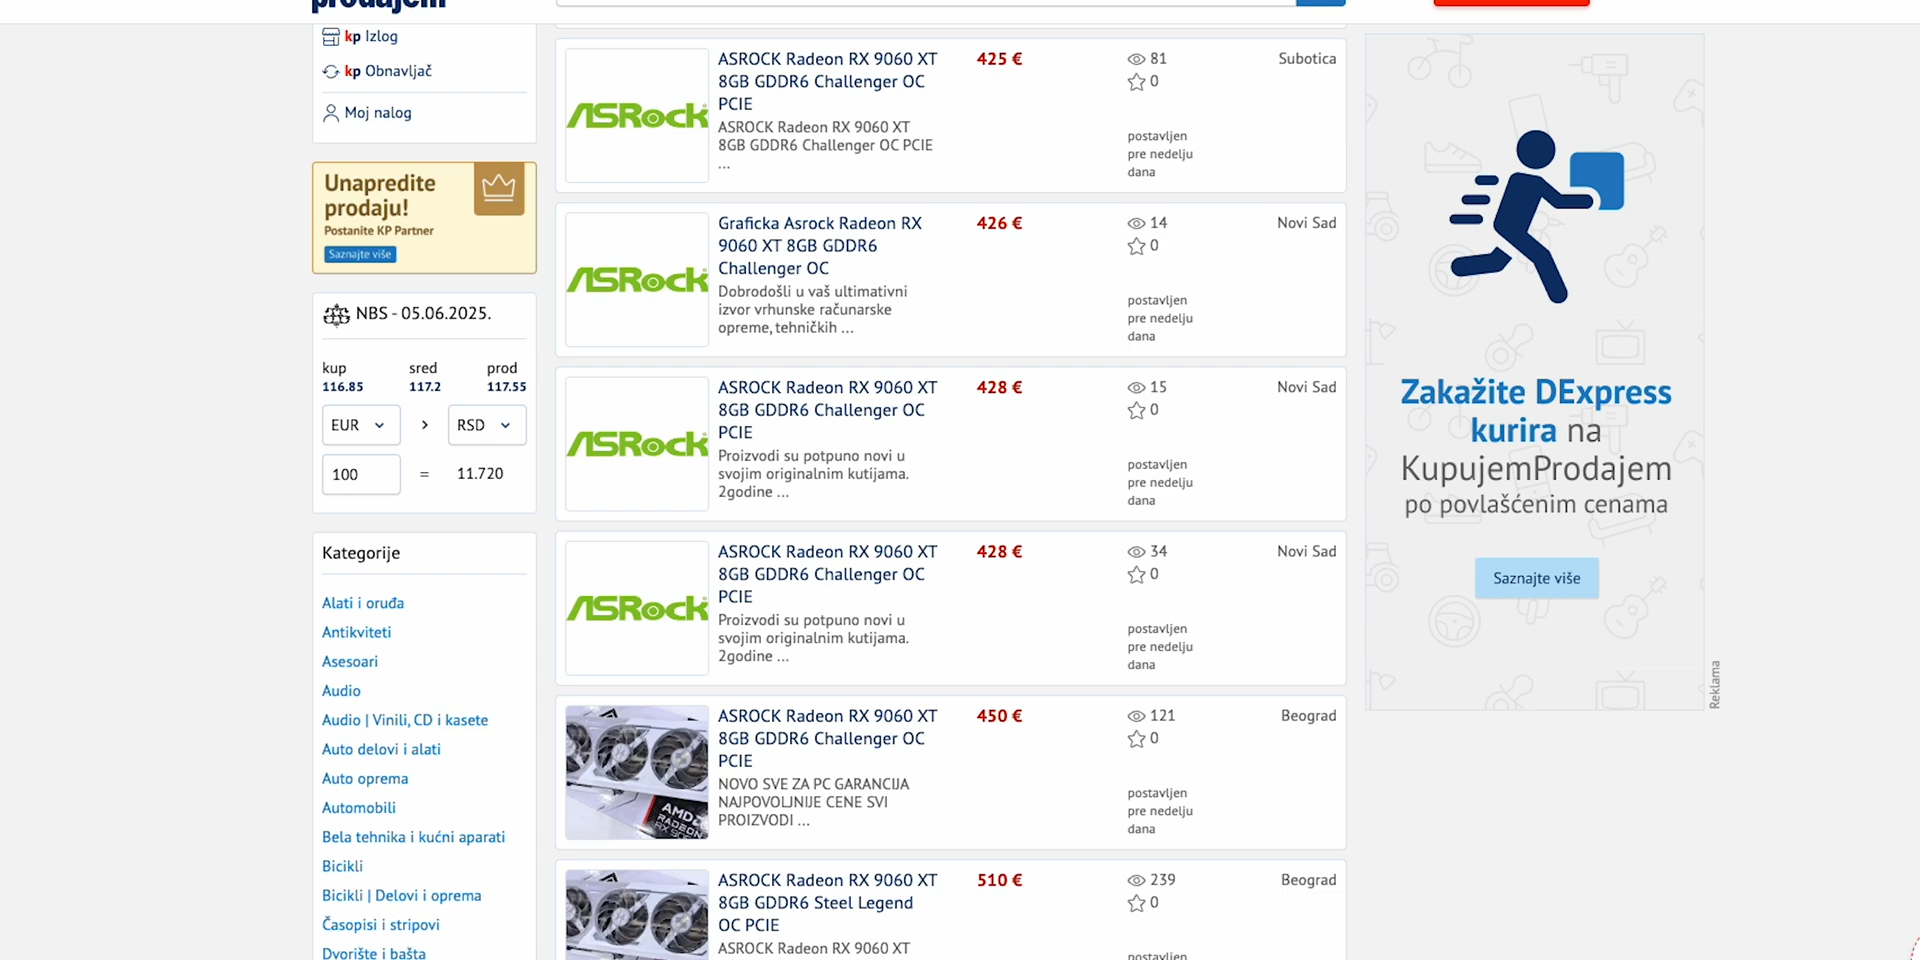 prodajem
kp Izlog
kp Obnavljač
Moj nalog
Unapredite
prodaju!
Postanite KP Partner
Saznajte više
NBS - 05.06.2025.
kup sred prod
116.85 117.2 117.55
EUR > RSD
100 = 11.720
Kategorije
Alati i oruđa
Antikviteti
Asesoari
Audio
Audio | Vinili, CD i kasete
Auto delovi i alati
Auto oprema
Automobili
Bela tehnika i kućni aparati
Bicikli
Bicikli | Delovi i oprema
Časopisi i stripovi
Dvorište i bašta
ASRock
ASROCK Radeon RX 9060 XT
8GB GDDR6 Challenger OC
PCIE
ASROCK Radeon RX 9060 XT
8GB GDDR6 Challenger OC PCIE
...
425 €
81
0
postavljen
pre nedelju
dana
Subotica
ASRock
Graficka Asrock Radeon RX
9060 XT 8GB GDDR6
Challenger OC
Dobrodošli u vaš ultimativni
izvor vrhunske računarske
opreme, tehničkih ...
426 €
14
0
postavljen
pre nedelju
dana
Novi Sad
ASRock
ASROCK Radeon RX 9060 XT
8GB GDDR6 Challenger OC
PCIE
Proizvodi su potpuno novi u
svojim originalnim kutijama.
2godine ...
428 €
15
0
postavljen
pre nedelju
dana
Novi Sad
ASRock
ASROCK Radeon RX 9060 XT
8GB GDDR6 Challenger OC
PCIE
Proizvodi su potpuno novi u
svojim originalnim kutijama.
2godine ...
428 €
34
0
postavljen
pre nedelju
dana
Novi Sad
AMD
RADEON
ASROCK Radeon RX 9060 XT
8GB GDDR6 Challenger OC
PCIE
NOVO SVE ZA PC GARANCIJA
NAJPOVOLJNIJE CENE SVI
PROIZVODI ...
450 €
121
0
postavljen
pre nedelju
dana
Beograd
ASROCK Radeon RX 9060 XT
8GB GDDR6 Steel Legend
OC PCIE
ASROCK Radeon RX 9060 XT
510 €
239
0
postavljen
Beograd
Zakažite DExpress
kurira na
KupujemProdajem
po povlašćenim cenama
Saznajte više
Reklama